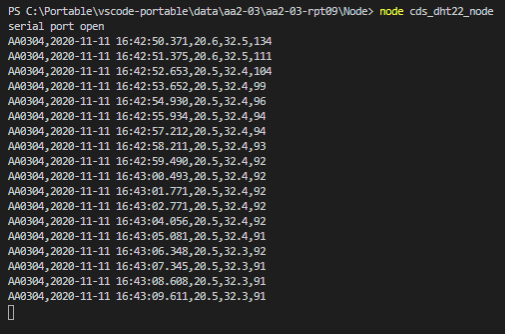 PS C:\Portable\vscode-portable\data\aa2-03\aa2-03-rpt09\Node> node cds_dht22_node
serial port open
AA0304,2020-11-11 16:42:50.371,20.6,32.5,134
AA0304,2020-11-11 16:42:51.375,20.6,32.5,111
AA0304,2020-11-11 16:42:52.653,20.5,32.4,104
AA0304,2020-11-11 16:42:53.652,20.5,32.4,99
AA0304,2020-11-11 16:42:54.930,20.5,32.4,96
AA0304,2020-11-11 16:42:55.934,20.5,32.4,94
AA0304,2020-11-11 16:42:57.212,20.5,32.4,94
AA0304,2020-11-11 16:42:58.211,20.5,32.4,93
AA0304,2020-11-11 16:42:59.490,20.5,32.4,92
AA0304,2020-11-11 16:43:00.493,20.5,32.4,92
AA0304,2020-11-11 16:43:01.771,20.5,32.4,92
AA0304,2020-11-11 16:43:02.771,20.5,32.4,92
AA0304,2020-11-11 16:43:04.056,20.5,32.4,92
AA0304,2020-11-11 16:43:05.081,20.5,32.4,91
AA0304,2020-11-11 16:43:06.348,20.5,32.3,92
AA0304,2020-11-11 16:43:07.345,20.5,32.3,91
AA0304,2020-11-11 16:43:08.608,20.5,32.3,91
AA0304,2020-11-11 16:43:09.611,20.5,32.3,91